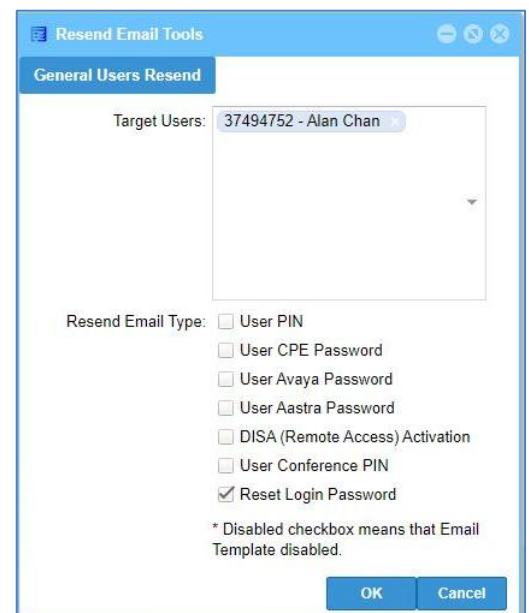 Resend Email Tools
General Users Resend
Target Users: 37494752 - Alan Chan
Resend Email Type: User PIN
User CPE Password
User Avaya Password
User Aastra Password
DISA (Remote Access) Activation
User Conference PIN
Reset Login Password
* Disabled checkbox means that Email
Template disabled.
OK Cancel